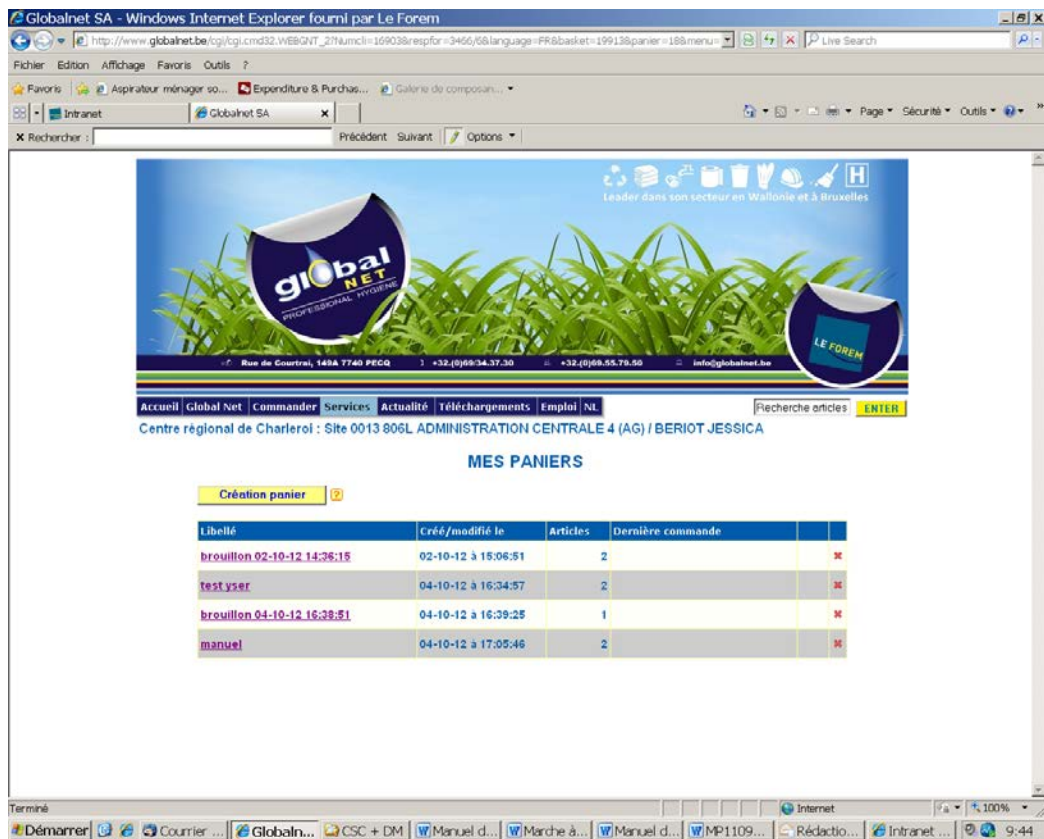 Globalnet SA - Windows Internet Explorer fourni par Le Forem
http://www.globalnet.be/cgi/cgi.cmd32.WEBGNT_2?Numcli=16903&respfor=3466/6&language=FR&basket=19913&panier=18&menu=
Live Search
Fichier Edition Affichage Favoris Outils ?
Favoris Aspirateur ménager so... Expenditure & Purchas... Galerie de composan...
Intranet Globalnet SA Page Sécurité Outils
Rechercher : Précédent Suivant Options
Leader dans son secteur en Wallonie et à Bruxelles
global
NET
PROFESSIONAL HYGIENE
LE FOREM
Rue de Courtrai, 149A 7740 PECQ +32.(0)69/34.37.30 +32.(0)69.55.79.50 info@globalnet.be
Accueil Global Net Commander Services Actualité Téléchargements Emploi NL Recherche articles ENTER
Centre régional de Charleroi : Site 0013 806L ADMINISTRATION CENTRALE 4 (AG) / BERIOT JESSICA
MES PANIERS
Création panier ?
Libellé Créé/modifié le Articles Dernière commande
brouillon 02-10-12 14:36:15 02-10-12 à 15:06:51 2
test yser 04-10-12 à 16:34:57 2
brouillon 04-10-12 16:38:51 04-10-12 à 16:39:25 1
manuel 04-10-12 à 17:05:46 2
Terminé Internet 100%
Démarrer Courrier ... Globaln... CSC + DM Manuel d... Marche à... Manuel d... MP1109... Rédactio... Intranet ... 9:44